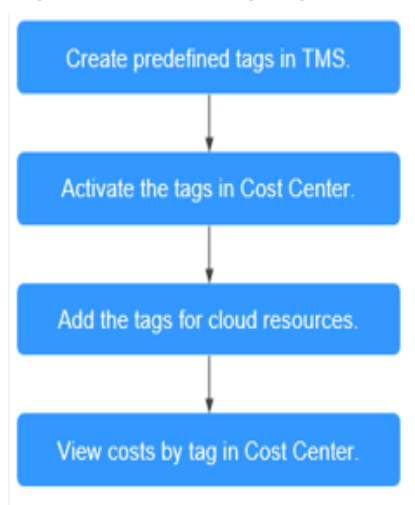 Create predefined tags in TMS.
Activate the tags in Cost Center.
Add the tags for cloud resources.
View costs by tag in Cost Center.